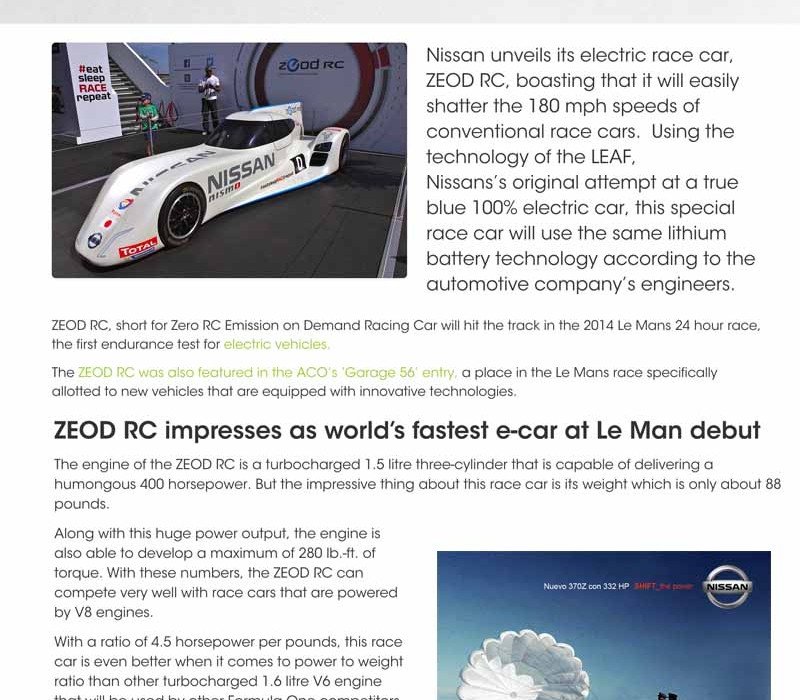 #eat
sleep
RACE
repeat
ZEOD RC
NISSAN
NISSAN
nismo
TOTAL
Nissan unveils its electric race car,
ZEOD RC, boasting that it will easily
shatter the 180 mph speeds of
conventional race cars.  Using the
technology of the LEAF,
Nissans's original attempt at a true
blue 100% electric car, this special
race car will use the same lithium
battery technology according to the
automotive company's engineers.
ZEOD RC, short for Zero RC Emission on Demand Racing Car will hit the track in the 2014 Le Mans 24 hour race,
the first endurance test for electric vehicles.
The ZEOD RC was also featured in the ACO's 'Garage 56' entry, a place in the Le Mans race specifically
allotted to new vehicles that are equipped with innovative technologies.
ZEOD RC impresses as world's fastest e-car at Le Man debut
The engine of the ZEOD RC is a turbocharged 1.5 litre three-cylinder that is capable of delivering a
humongous 400 horsepower. But the impressive thing about this race car is its weight which is only about 88
pounds.
Along with this huge power output, the engine is
also able to develop a maximum of 280 lb.-ft. of
torque. With these numbers, the ZEOD RC can
compete very well with race cars that are powered
by V8 engines.
With a ratio of 4.5 horsepower per pounds, this race
car is even better when it comes to power to weight
ratio than other turbocharged 1.6 litre V6 engine
that will be used by other Formula One competitors
Nuevo 370Z con 332 HP SHIFT_the power
NISSAN